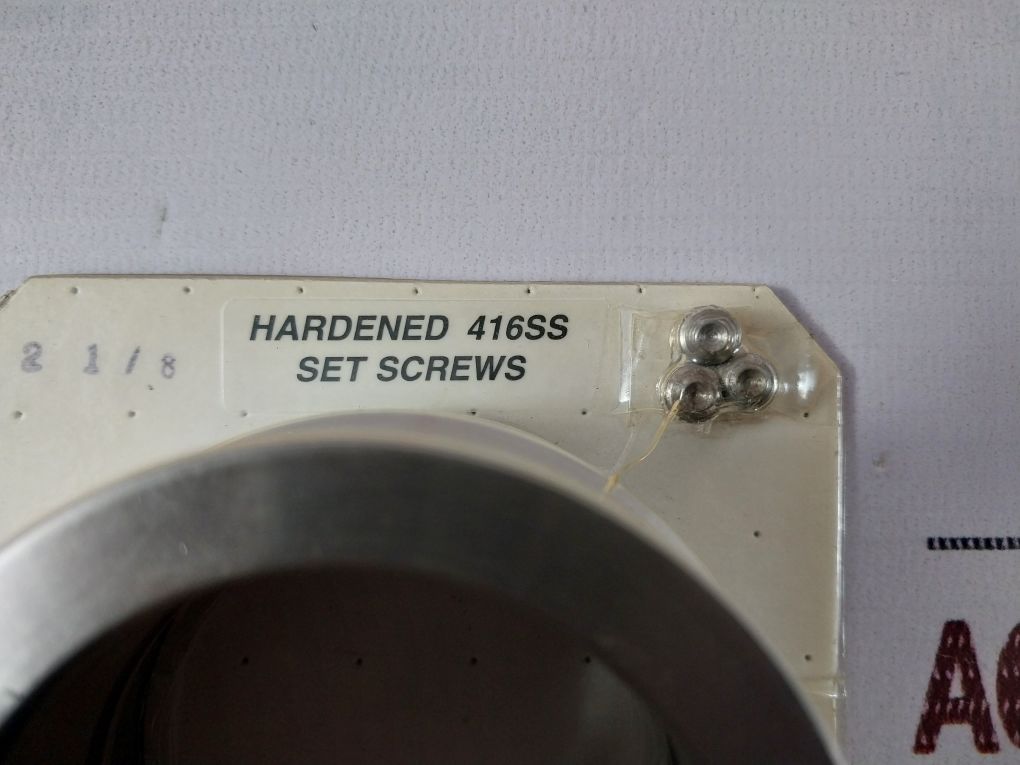 HARDENED 416SS
SET SCREWS
2 1/8